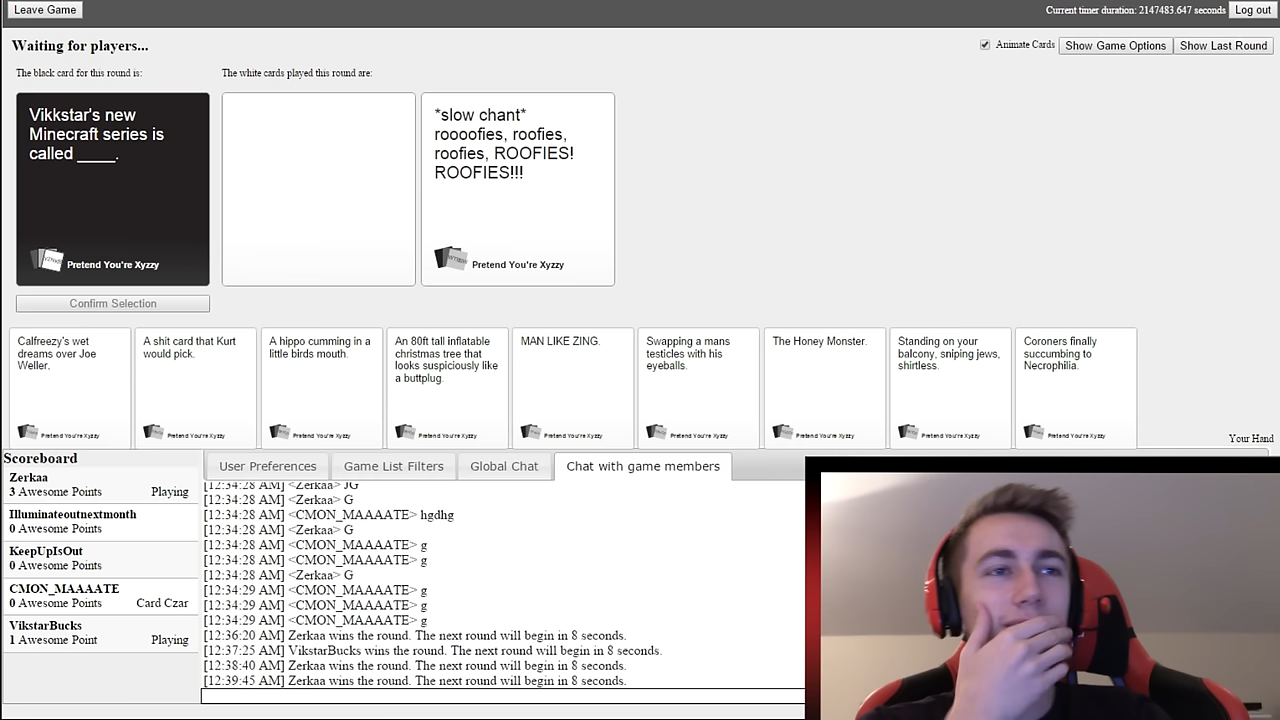 Leave Game
Current timer duration: 2147483.647 seconds
Log out
Waiting for players...
Animate Cards
Show Game Options
Show Last Round
The black card for this round is:
The white cards played this round are:
Vikkstar's new
Minecraft series is
called ____.
Pretend You're Xyzzy
*slow chant*
roooofies, roofies,
roofies, ROOFIES!
ROOFIES!!!
Pretend You're Xyzzy
Confirm Selection
Calfreezy's wet
dreams over Joe
Weller.
Pretend You're Xyzzy
A shit card that Kurt
would pick.
Pretend You're Xyzzy
A hippo cumming in a
little birds mouth.
Pretend You're Xyzzy
An 80ft tall inflatable
christmas tree that
looks suspiciously like
a buttplug.
Pretend You're Xyzzy
MAN LIKE ZING.
Pretend You're Xyzzy
Swapping a mans
testicles with his
eyeballs.
Pretend You're Xyzzy
The Honey Monster.
Pretend You're Xyzzy
Standing on your
balcony, sniping jews,
shirtless.
Pretend You're Xyzzy
Coroners finally
succumbing to
Necrophilia.
Pretend You're Xyzzy
Your Hand
Scoreboard
Zerkaa
3 Awesome Points Playing
Illuminateoutnextmonth
0 Awesome Points
KeepUpIsOut
0 Awesome Points
CMON_MAAAATE
0 Awesome Points Card Czar
VikstarBucks
1 Awesome Point Playing
User Preferences
Game List Filters
Global Chat
Chat with game members
[12:34:28 AM] <Zerkaa> JG
[12:34:28 AM] <Zerkaa> G
[12:34:28 AM] <CMON_MAAAATE> hgdhg
[12:34:28 AM] <Zerkaa> G
[12:34:28 AM] <CMON_MAAAATE> g
[12:34:28 AM] <CMON_MAAAATE> g
[12:34:28 AM] <Zerkaa> G
[12:34:29 AM] <CMON_MAAAATE> g
[12:34:29 AM] <CMON_MAAAATE> g
[12:34:29 AM] <CMON_MAAAATE> g
[12:36:20 AM] Zerkaa wins the round. The next round will begin in 8 seconds.
[12:37:25 AM] VikstarBucks wins the round. The next round will begin in 8 seconds.
[12:38:40 AM] Zerkaa wins the round. The next round will begin in 8 seconds.
[12:39:45 AM] Zerkaa wins the round. The next round will begin in 8 seconds.